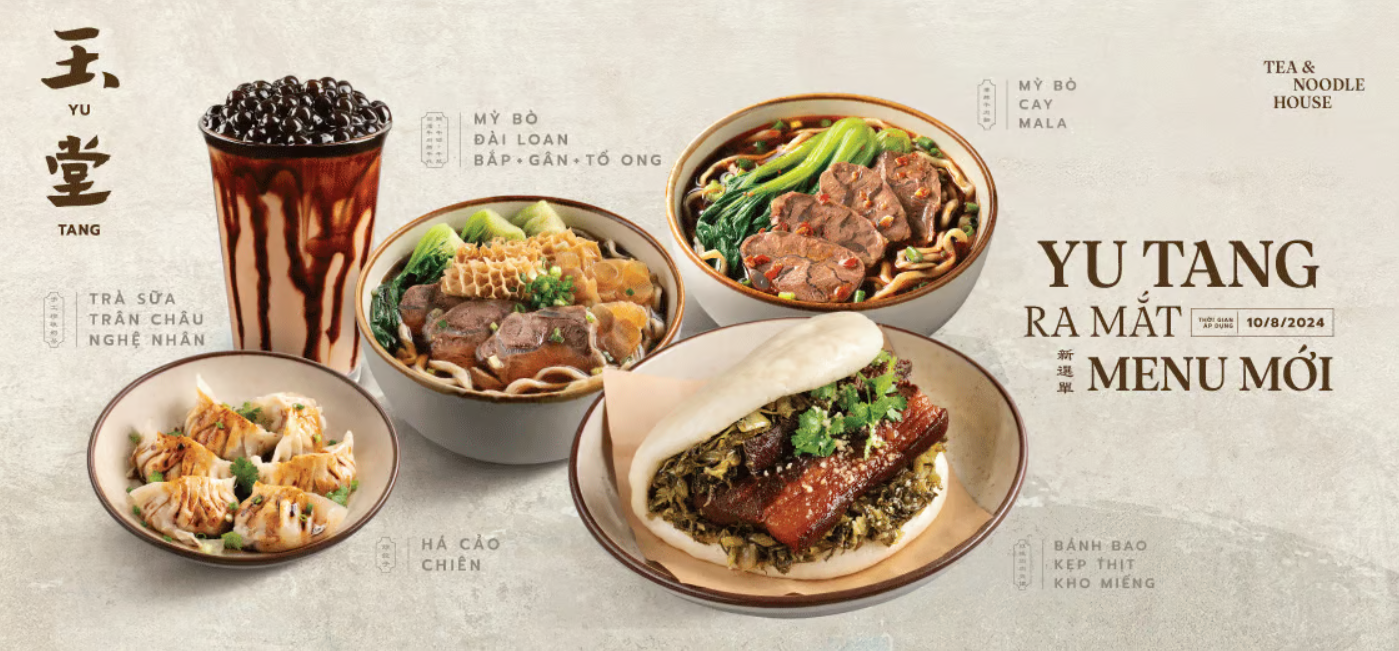 玉
YU
堂
TANG
TEA &
NOODLE
HOUSE
MỲ BÒ
ĐÀI LOAN
BẮP+GÂN+TỔ ONG
MỲ BÒ
CAY
MALA
TRÀ SỮA
TRÂN CHÂU
NGHỆ NHÂN
YU TANG
RA MẮT
THỜI GIAN
ÁP DỤNG
10/8/2024
新選單
MENU MỚI
HÁ CẢO
CHIÊN
BÁNH BAO
KẸP THỊT
KHO MIẾNG